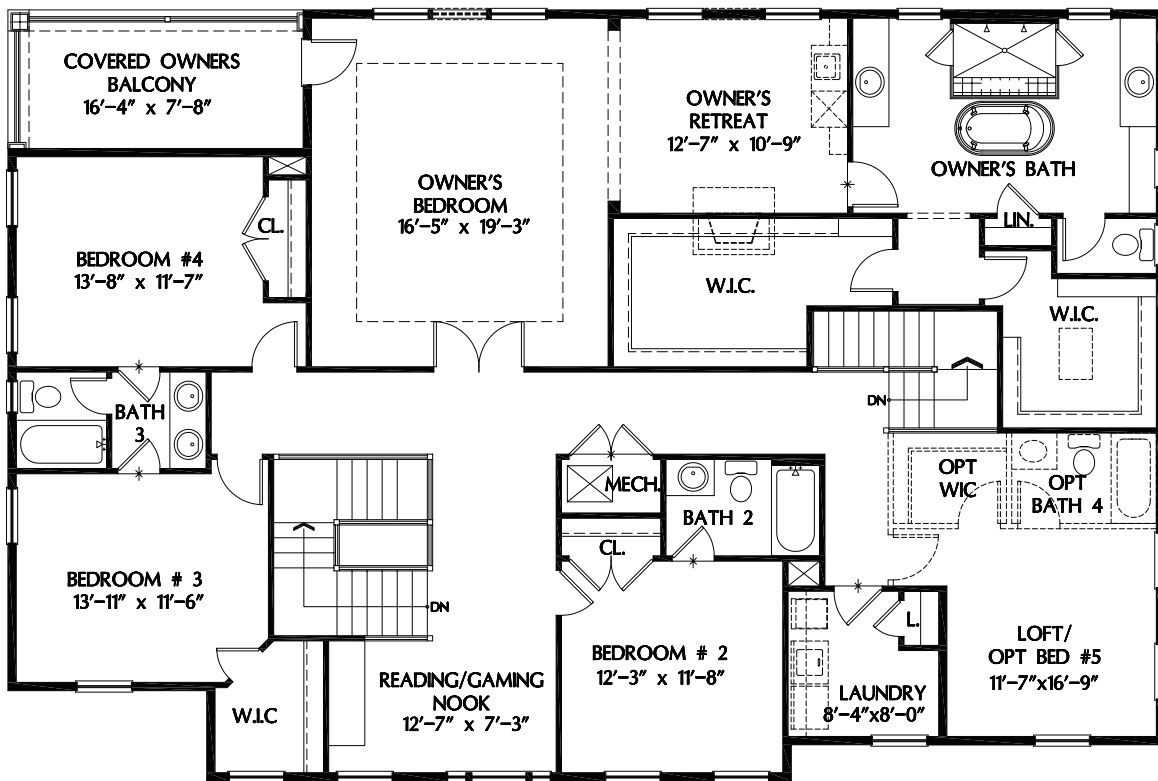 COVERED OWNERS
BALCONY
16'-4" x 7'-8"
OWNER'S
BEDROOM
16'-5" x 19'-3"
OWNER'S
RETREAT
12'-7" x 10'-9"
OWNER'S BATH
LIN.
CL.
BEDROOM #4
13'-8" x 11'-7"
W.I.C.
W.I.C.
DN
BATH
3
MECH.
BATH 2
OPT
WIC
OPT
BATH 4
CL.
BEDROOM # 3
13'-11" x 11'-6"
DN
L.
BEDROOM # 2
12'-3" x 11'-8"
LOFT/
OPT BED #5
11'-7"x16'-9"
READING/GAMING
NOOK
12'-7" x 7'-3"
LAUNDRY
8'-4"x8'-0"
W.I.C